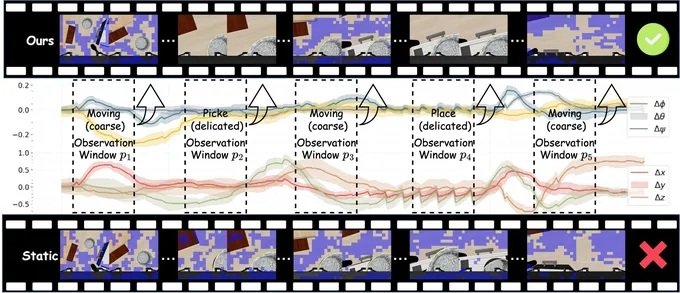 Ours
0.2
0.0
−0.2
Moving
(coarse)
Observation
Window p₁
Picke
(delicated)
Observation
Window p₂
Moving
(coarse)
Observation
Window p₃
Place
(delicated)
Observation
Window p₄
Moving
(coarse)
Observation
Window p₅
Δϕ
Δθ
Δψ
1.0
0.5
0.0
−0.5
Δx
Δy
Δz
Static